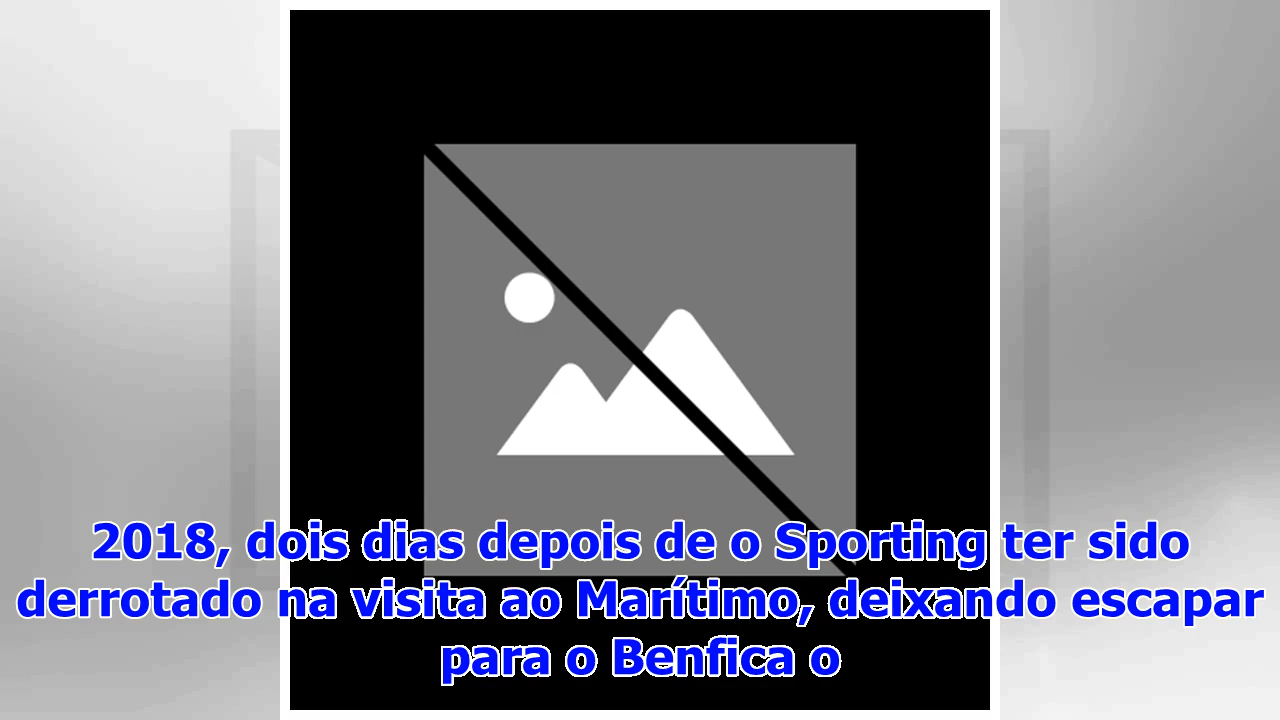 2018, dois dias depois de o Sporting ter sido
derrotado na visita ao Marítimo, deixando escapar
para o Benfica o